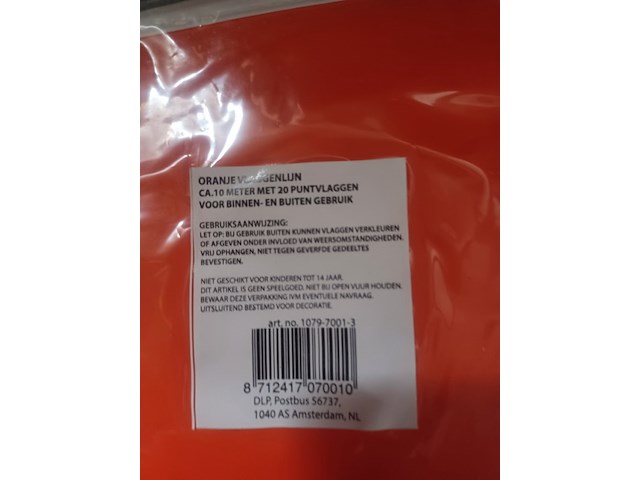 ORANJE VLAGGENLIJN
CA.10 METER MET 20 PUNTVLAGGEN
VOOR BINNEN- EN BUITEN GEBRUIK
GEBRUIKSAANWIJZING:
LET OP: BIJ GEBRUIK BUITEN KUNNEN VLAGGEN VERKLEUREN
OF AFGEVEN ONDER INVLOED VAN WEERSOMSTANDIGHEDEN.
VRIJ OPHANGEN, NIET TEGEN GEVERFDE GEDEELTES
BEVESTIGEN.
NIET GESCHIKT VOOR KINDEREN TOT 14 JAAR.
DIT ARTIKEL IS GEEN SPEELGOED. NIET BIJ OPEN VUUR HOUDEN.
BEWAAR DEZE VERPAKKING IVM EVENTUELE NAVRAAG.
UITSLUITEND BESTEMD VOOR DECORATIE.
art. no. 1079-7001-3
8 712417 070010
DLP, Postbus 56737,
1040 AS Amsterdam, NL